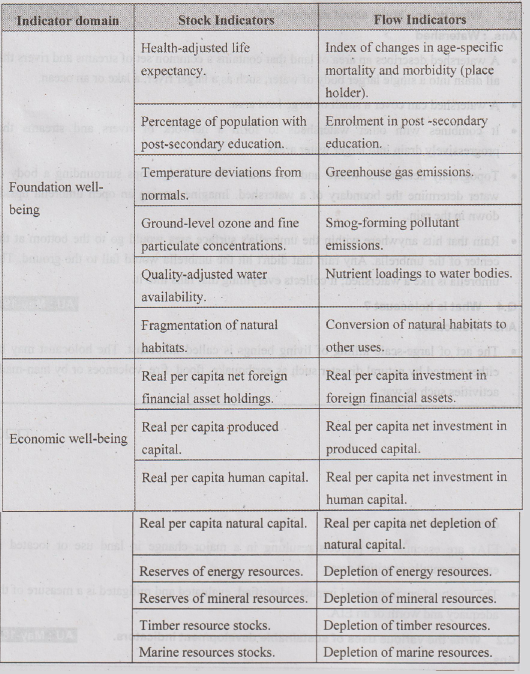 Indicator domain Stock Indicators Flow Indicators
Health-adjusted life
expectancy.
Index of changes in age-specific
mortality and morbidity (place
holder).
Percentage of population with
post-secondary education.
Enrolment in post -secondary
education.
Foundation well-
being
Temperature deviations from
normals.
Greenhouse gas emissions.
Ground-level ozone and fine
particulate concentrations.
Smog-forming pollutant
emissions.
Quality-adjusted water
availability.
Nutrient loadings to water bodies.
Fragmentation of natural
habitats.
Conversion of natural habitats to
other uses.
Economic well-being
Real per capita net foreign
financial asset holdings.
Real per capita investment in
foreign financial assets.
Real per capita produced
capital.
Real per capita net investment in
produced capital.
Real per capita human capital.
Real per capita net investment in
human capital.
Real per capita natural capital.
Real per capita net depletion of
natural capital.
Reserves of energy resources.
Depletion of energy resources.
Reserves of mineral resources.
Depletion of mineral resources.
Timber resource stocks.
Depletion of timber resources.
Marine resources stocks.
Depletion of marine resources.